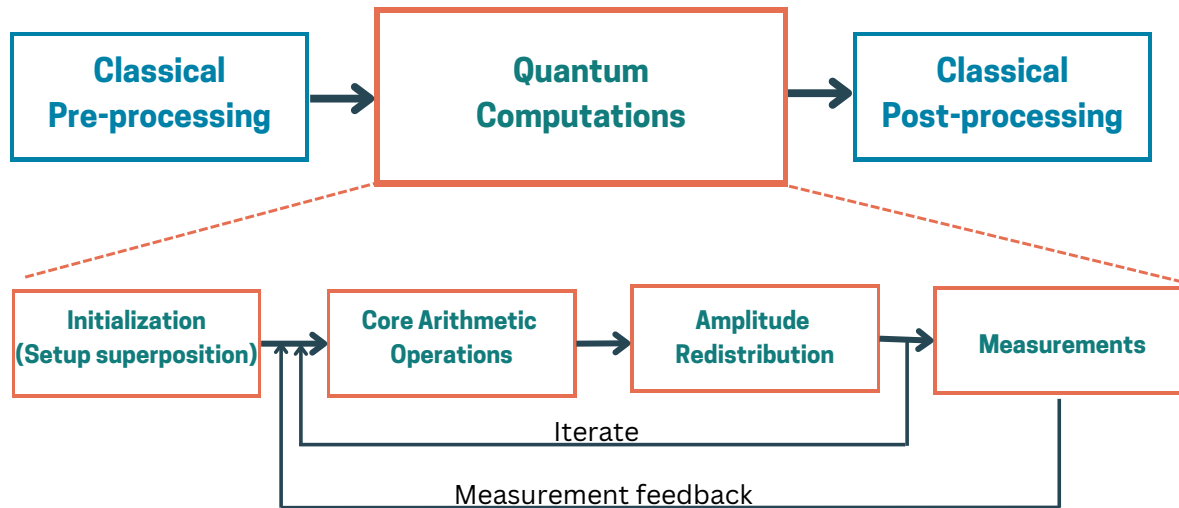 Classical
Pre-processing
Quantum
Computations
Classical
Post-processing
Initialization
(Setup superposition)
Core Arithmetic
Operations
Amplitude
Redistribution
Measurements
Iterate
Measurement feedback